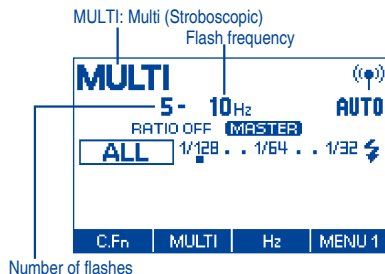 MULTI: Multi (Stroboscopic)
Flash frequency
MULTI
5- 10Hz AUTO
RATIO OFF MASTER
ALL 1/128 . . 1/64 . . 1/32
C.Fn MULTI Hz MENU 1
Number of flashes